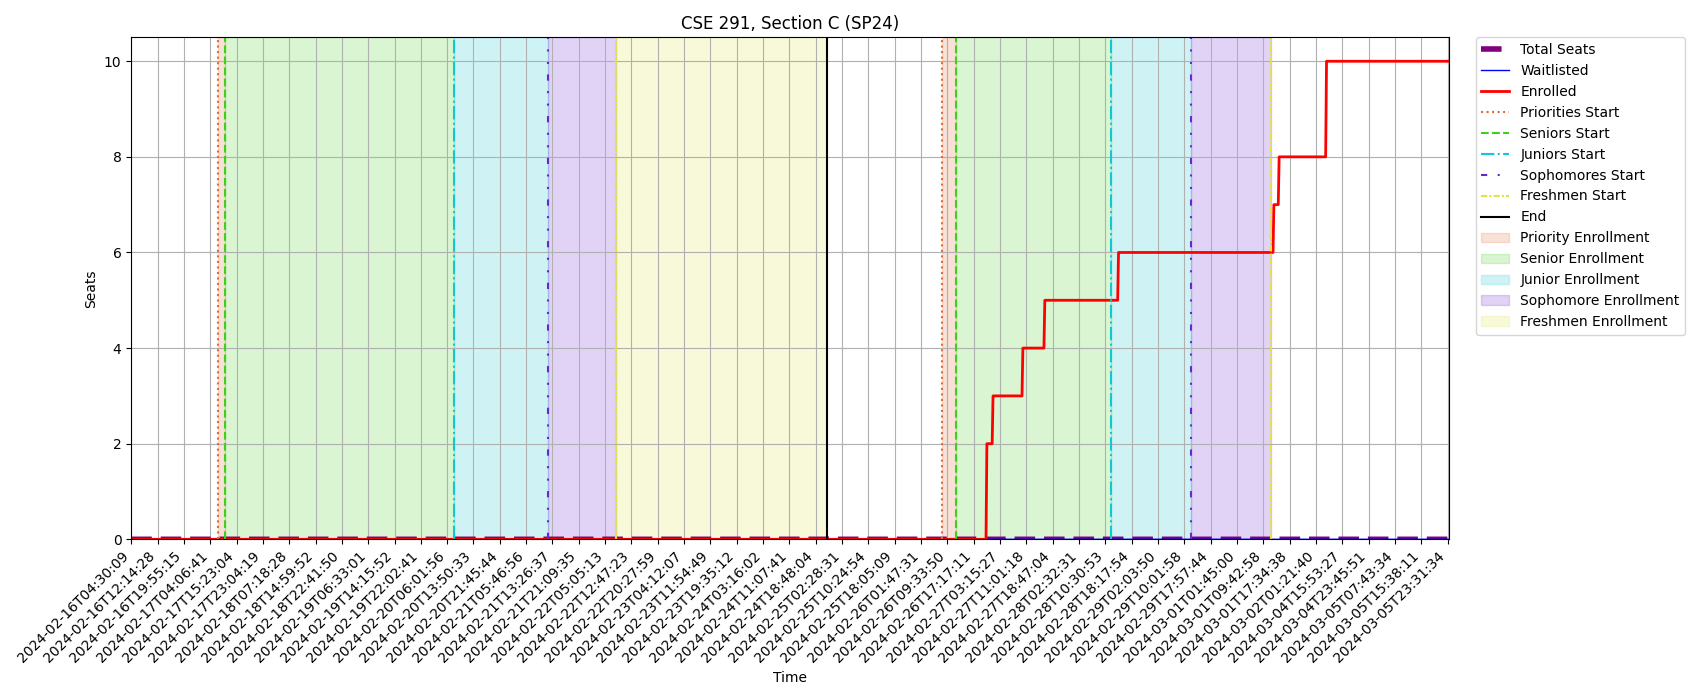 CSE 291, Section C (SP24)
Seats
10
8
6
4
2
0
2024-02-16T04:30:09
2024-02-16T12:14:28
2024-02-16T19:55:15
2024-02-17T04:06:41
2024-02-17T15:23:04
2024-02-17T23:04:19
2024-02-18T07:18:28
2024-02-18T14:59:52
2024-02-18T22:41:50
2024-02-19T06:33:01
2024-02-19T14:15:52
2024-02-19T22:02:41
2024-02-20T06:01:56
2024-02-20T13:50:33
2024-02-20T21:45:44
2024-02-21T05:46:56
2024-02-21T13:26:37
2024-02-21T21:09:35
2024-02-22T05:05:13
2024-02-22T12:47:23
2024-02-22T20:27:59
2024-02-23T04:12:07
2024-02-23T11:54:49
2024-02-23T19:35:12
2024-02-24T03:16:02
2024-02-24T11:07:41
2024-02-24T18:48:04
2024-02-25T02:28:31
2024-02-25T10:24:54
2024-02-25T18:05:09
2024-02-26T01:47:31
2024-02-26T09:33:50
2024-02-26T17:17:11
2024-02-27T03:15:27
2024-02-27T11:01:18
2024-02-27T18:47:04
2024-02-28T02:32:31
2024-02-28T10:30:53
2024-02-28T18:17:54
2024-02-29T02:03:50
2024-02-29T10:01:58
2024-02-29T17:57:44
2024-03-01T01:45:00
2024-03-01T09:42:58
2024-03-01T17:34:38
2024-03-02T01:21:40
2024-03-04T15:53:27
2024-03-04T23:45:51
2024-03-05T07:43:34
2024-03-05T15:38:11
2024-03-05T23:31:34
Time
Total Seats
Waitlisted
Enrolled
Priorities Start
Seniors Start
Juniors Start
Sophomores Start
Freshmen Start
End
Priority Enrollment
Senior Enrollment
Junior Enrollment
Sophomore Enrollment
Freshmen Enrollment